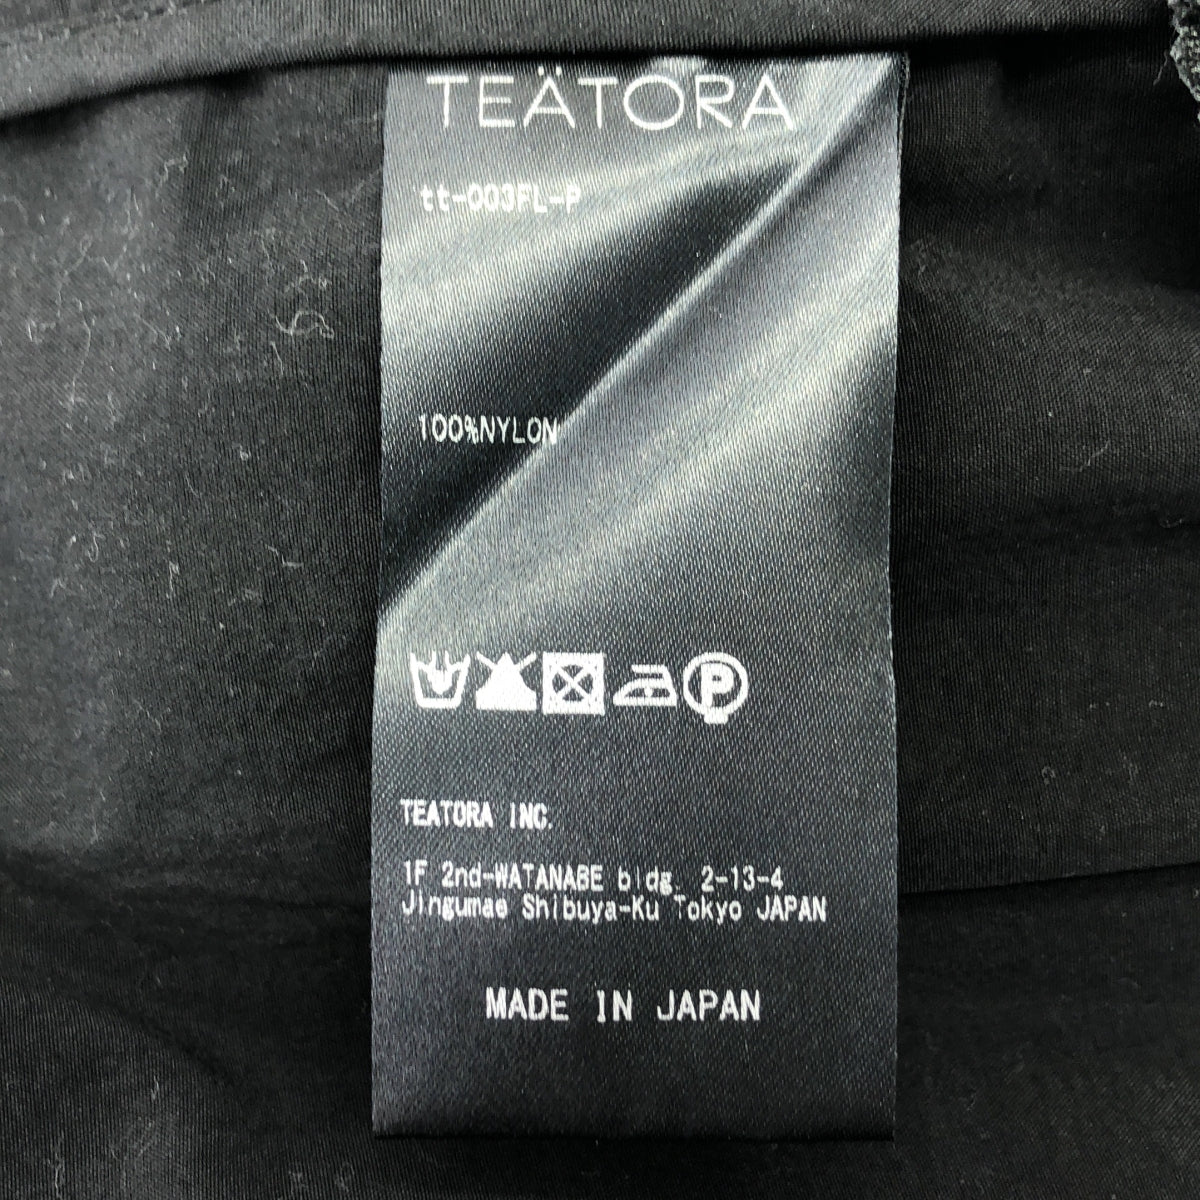 TEÄTORA
tt-003FL-P
100%NYLON
P
TEATORA INC.
1F 2nd-WATANABE bldg. 2-13-4
Jingumae Shibuya-Ku Tokyo JAPAN
MADE IN JAPAN